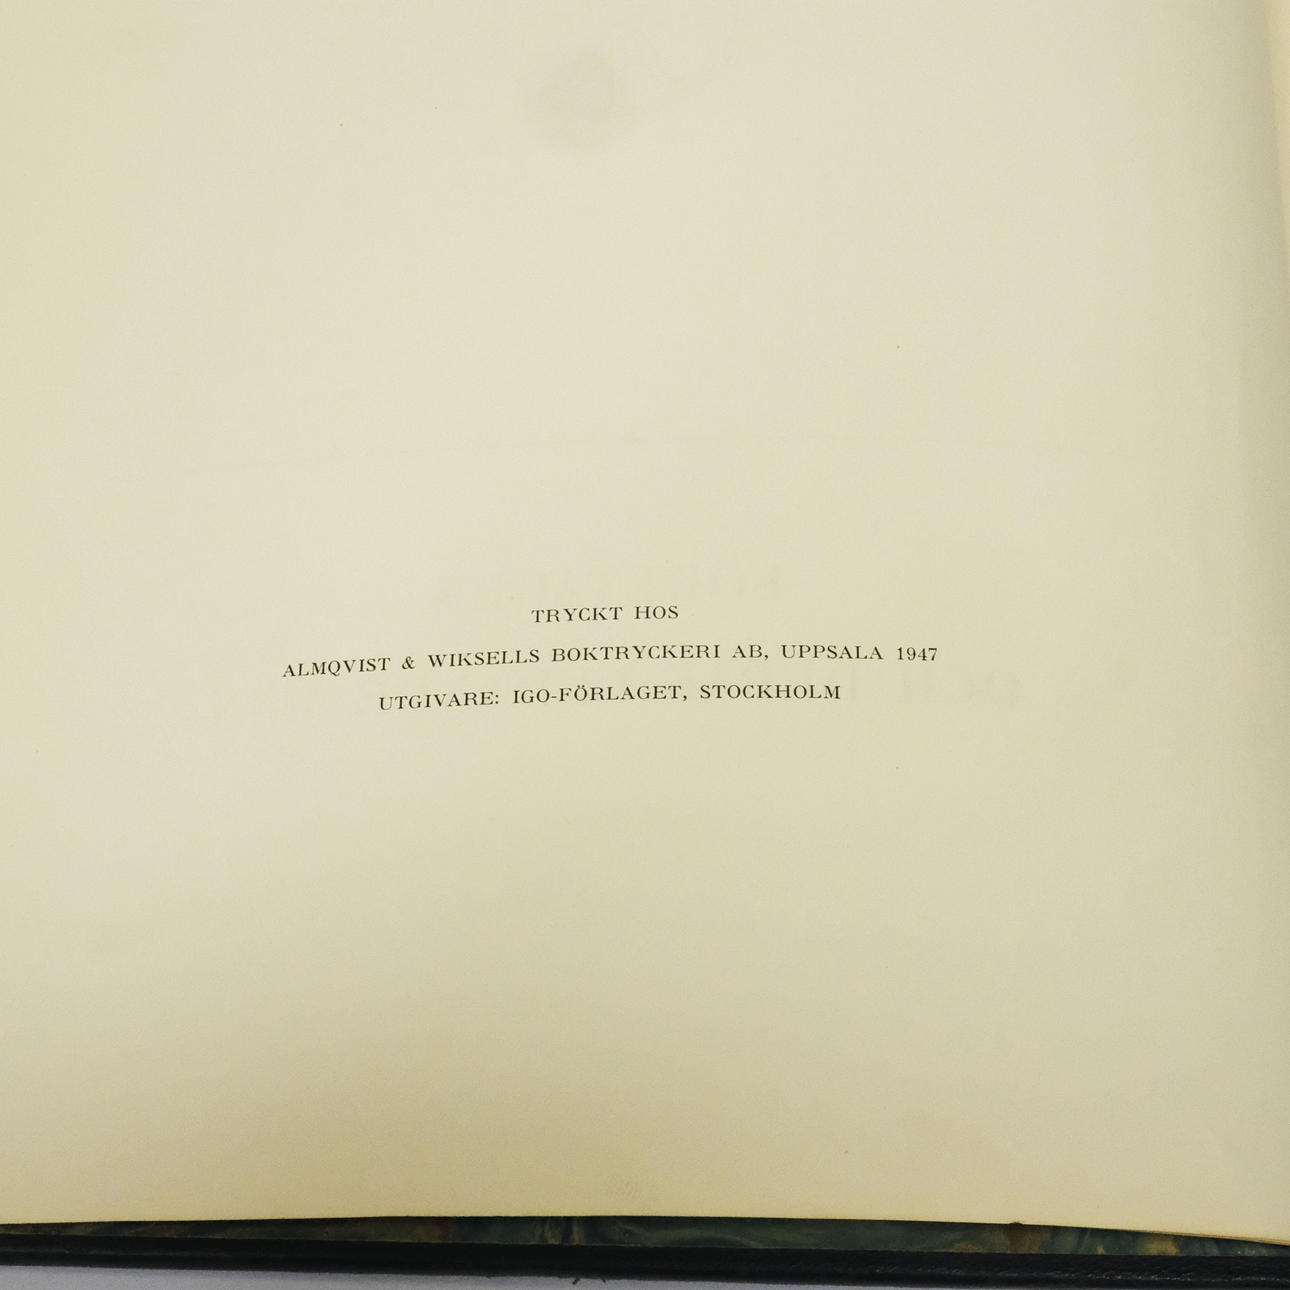 TRYCKT HOS
ALMQVIST & WIKSELLS BOKTRYCKERI AB, UPPSALA 1947
UTGIVARE: IGO-FÖRLAGET, STOCKHOLM